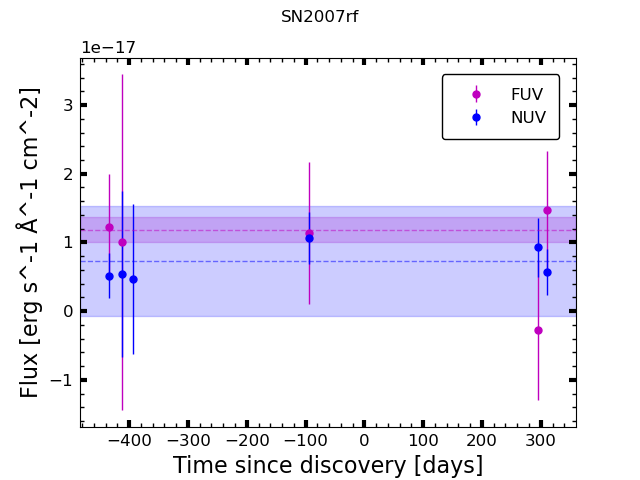 SN2007rf
1e−17
FUV
NUV
3
2
1
0
−1
Flux [erg s^-1 Å^-1 cm^-2]
−400 −300 −200 −100 0 100 200 300
Time since discovery [days]